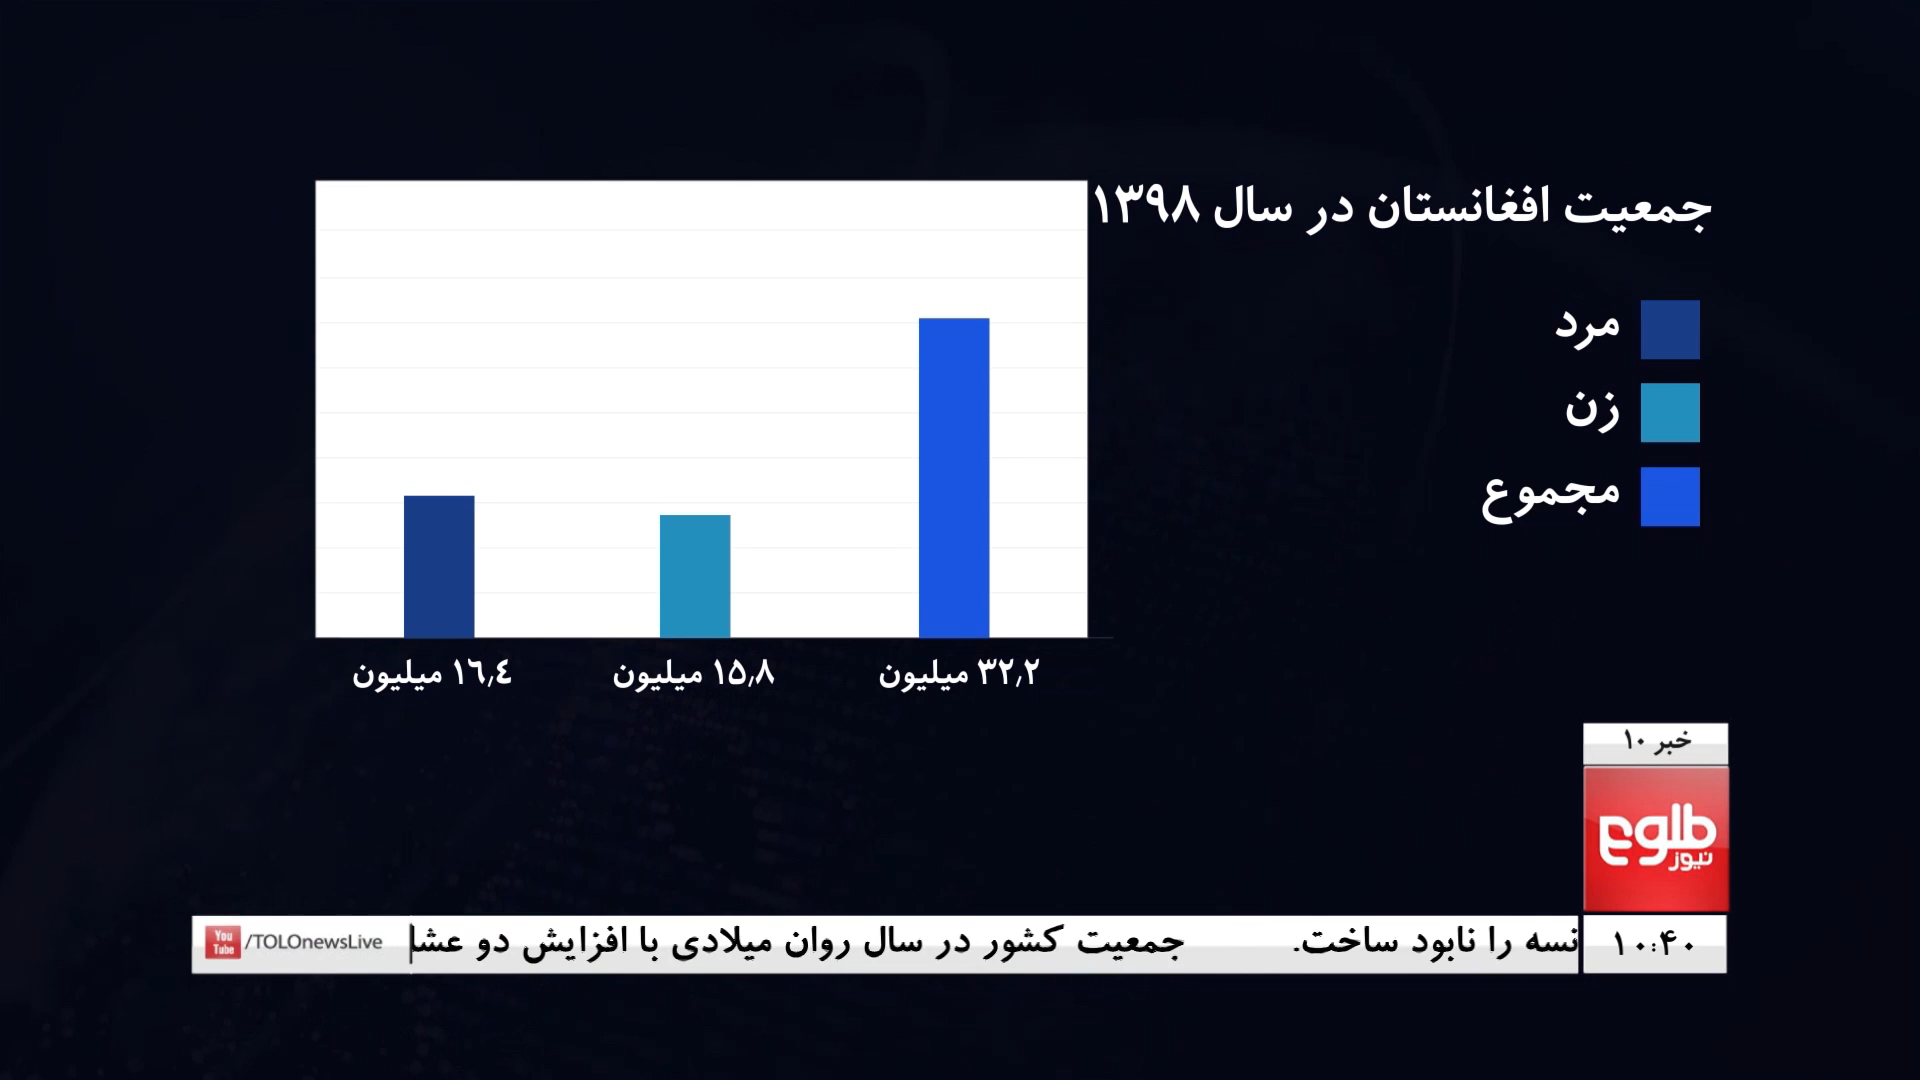 جمعیت افغانستان در سال ۱۳۹۸
مرد
زن
مجموع
١٦٫٤ میلیون
۱۵٫۸ میلیون
۳۲٫۲ میلیون
خبر ۱۰
طلوع
نیوز
۱۰:۴۰
نسه را نابود ساخت. جمعیت کشور در سال روان میلادی با افزایش دو عشا
You Tube /TOLOnewsLive